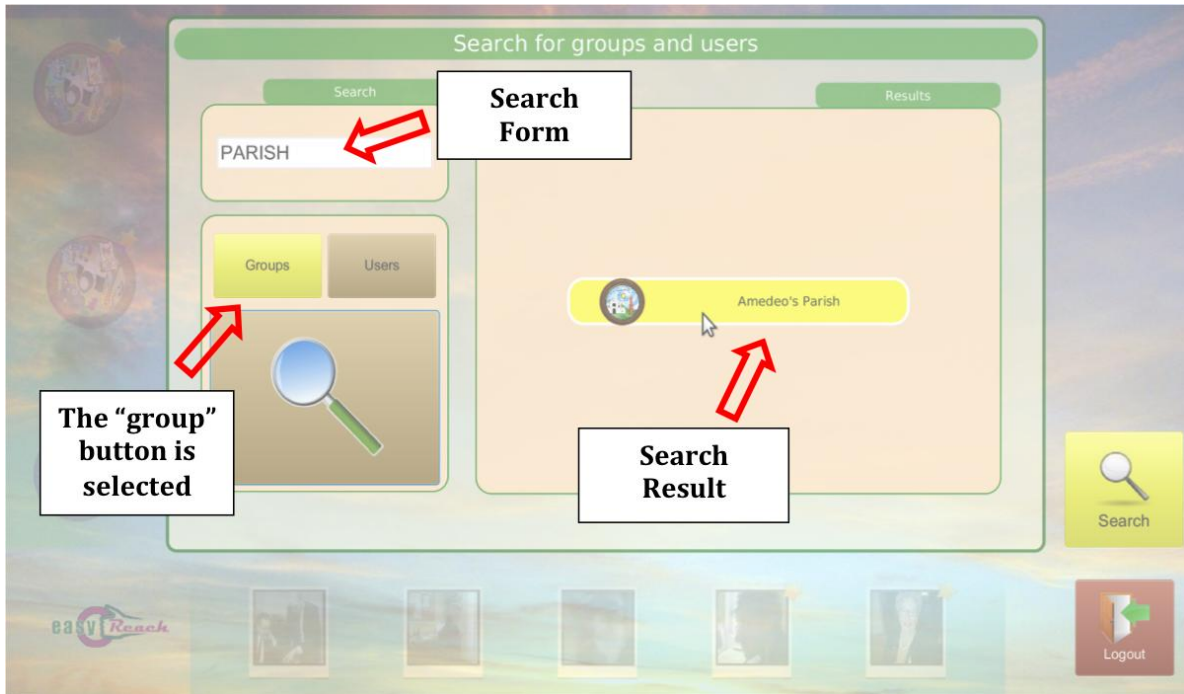 Search for groups and users
Search
Results
Search
Form
PARISH
Groups
Users
Amedeo's Parish
The “group”
button is
selected
Search
Result
Search
easy Reach
Logout